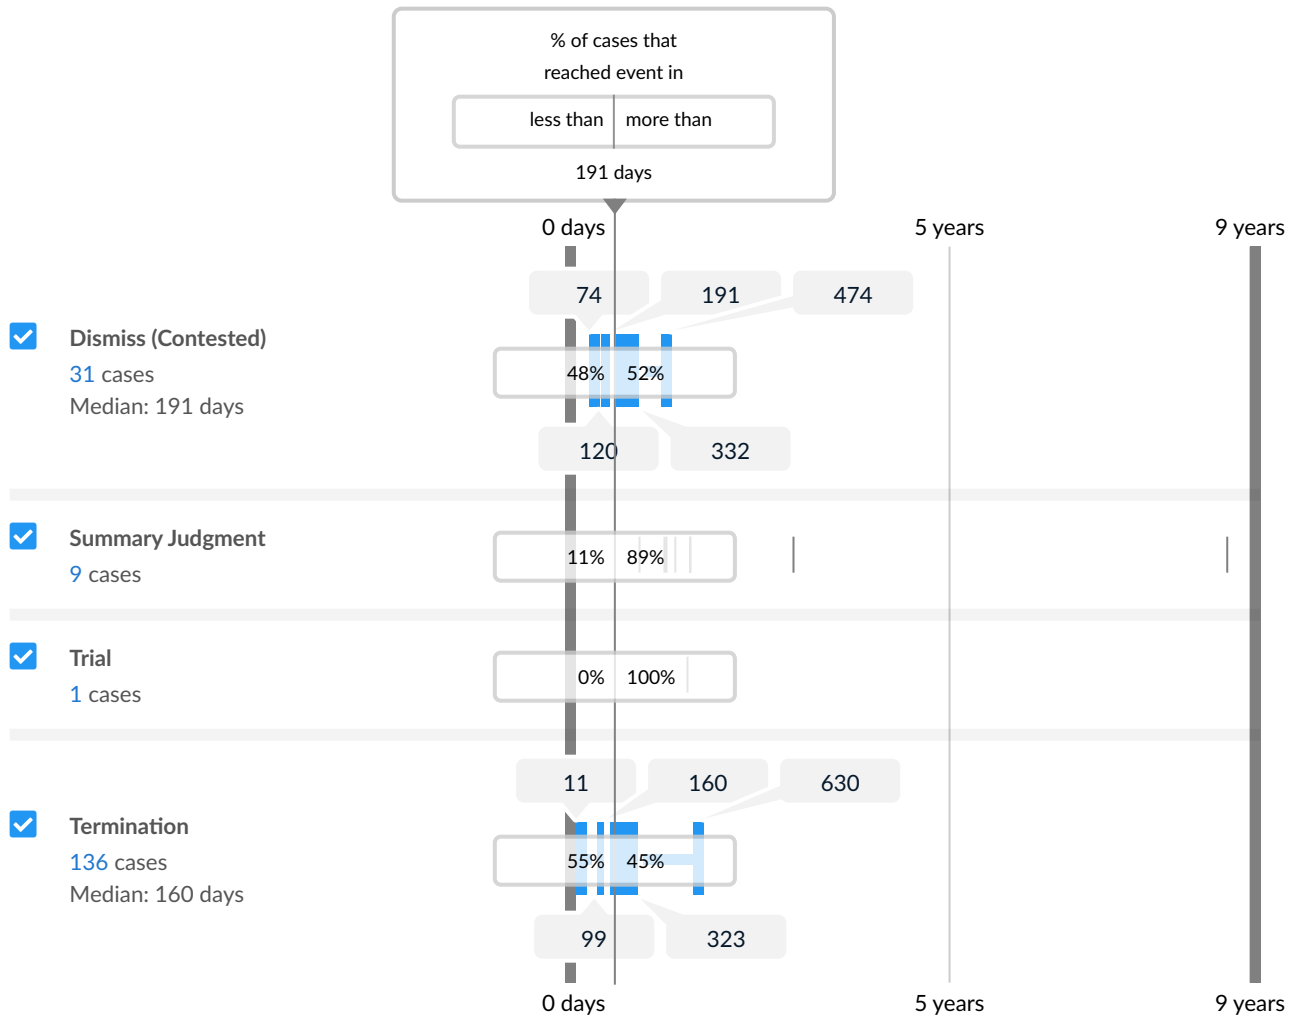 % of cases that
reached event in
less than more than
191 days
0 days 5 years 9 years
74 191 474
Dismiss (Contested)
31 cases
Median: 191 days
48% 52%
120 332
Summary Judgment
9 cases
11% 89%
Trial
1 cases
0% 100%
11 160 630
Termination
136 cases
Median: 160 days
55% 45%
99 323
0 days 5 years 9 years